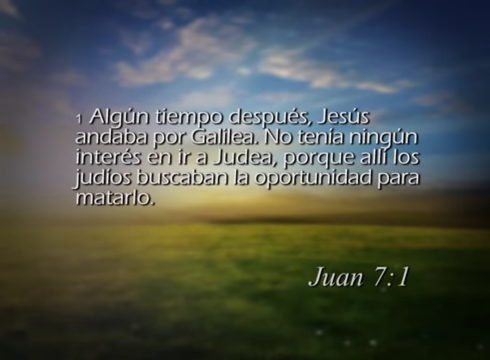 1 Algún tiempo después, Jesús
andaba por Galilea. No tenía ningún
interés en ir a Judea, porque allí los
judíos buscaban la oportunidad para
matarlo.
Juan 7:1